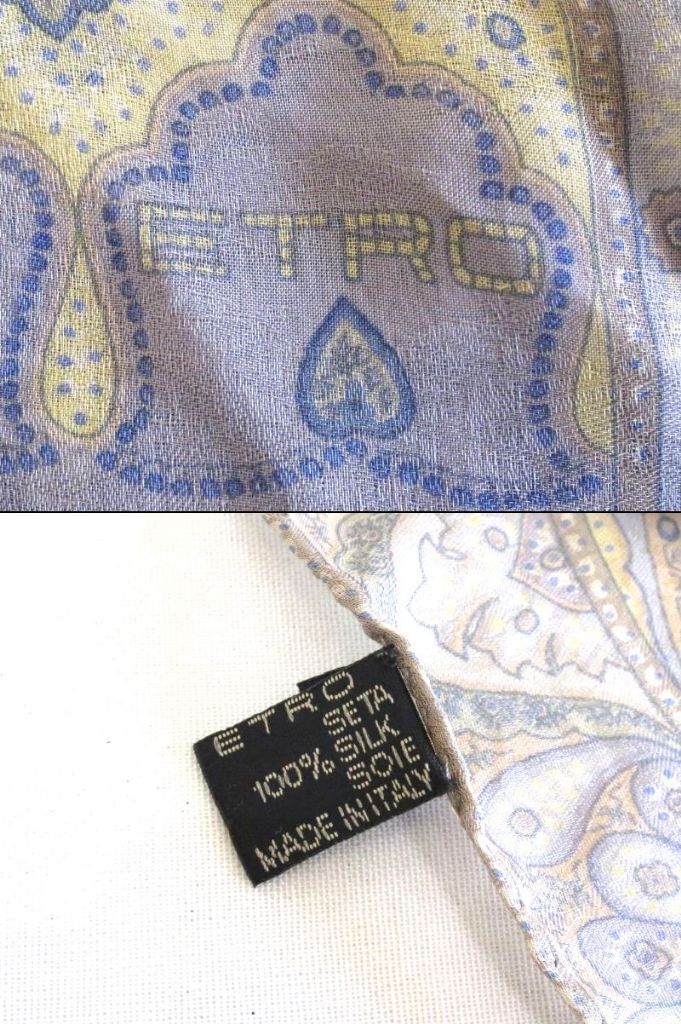 ETRO
ETRO
100% SETA
SILK
SOIE
MADE IN ITALY